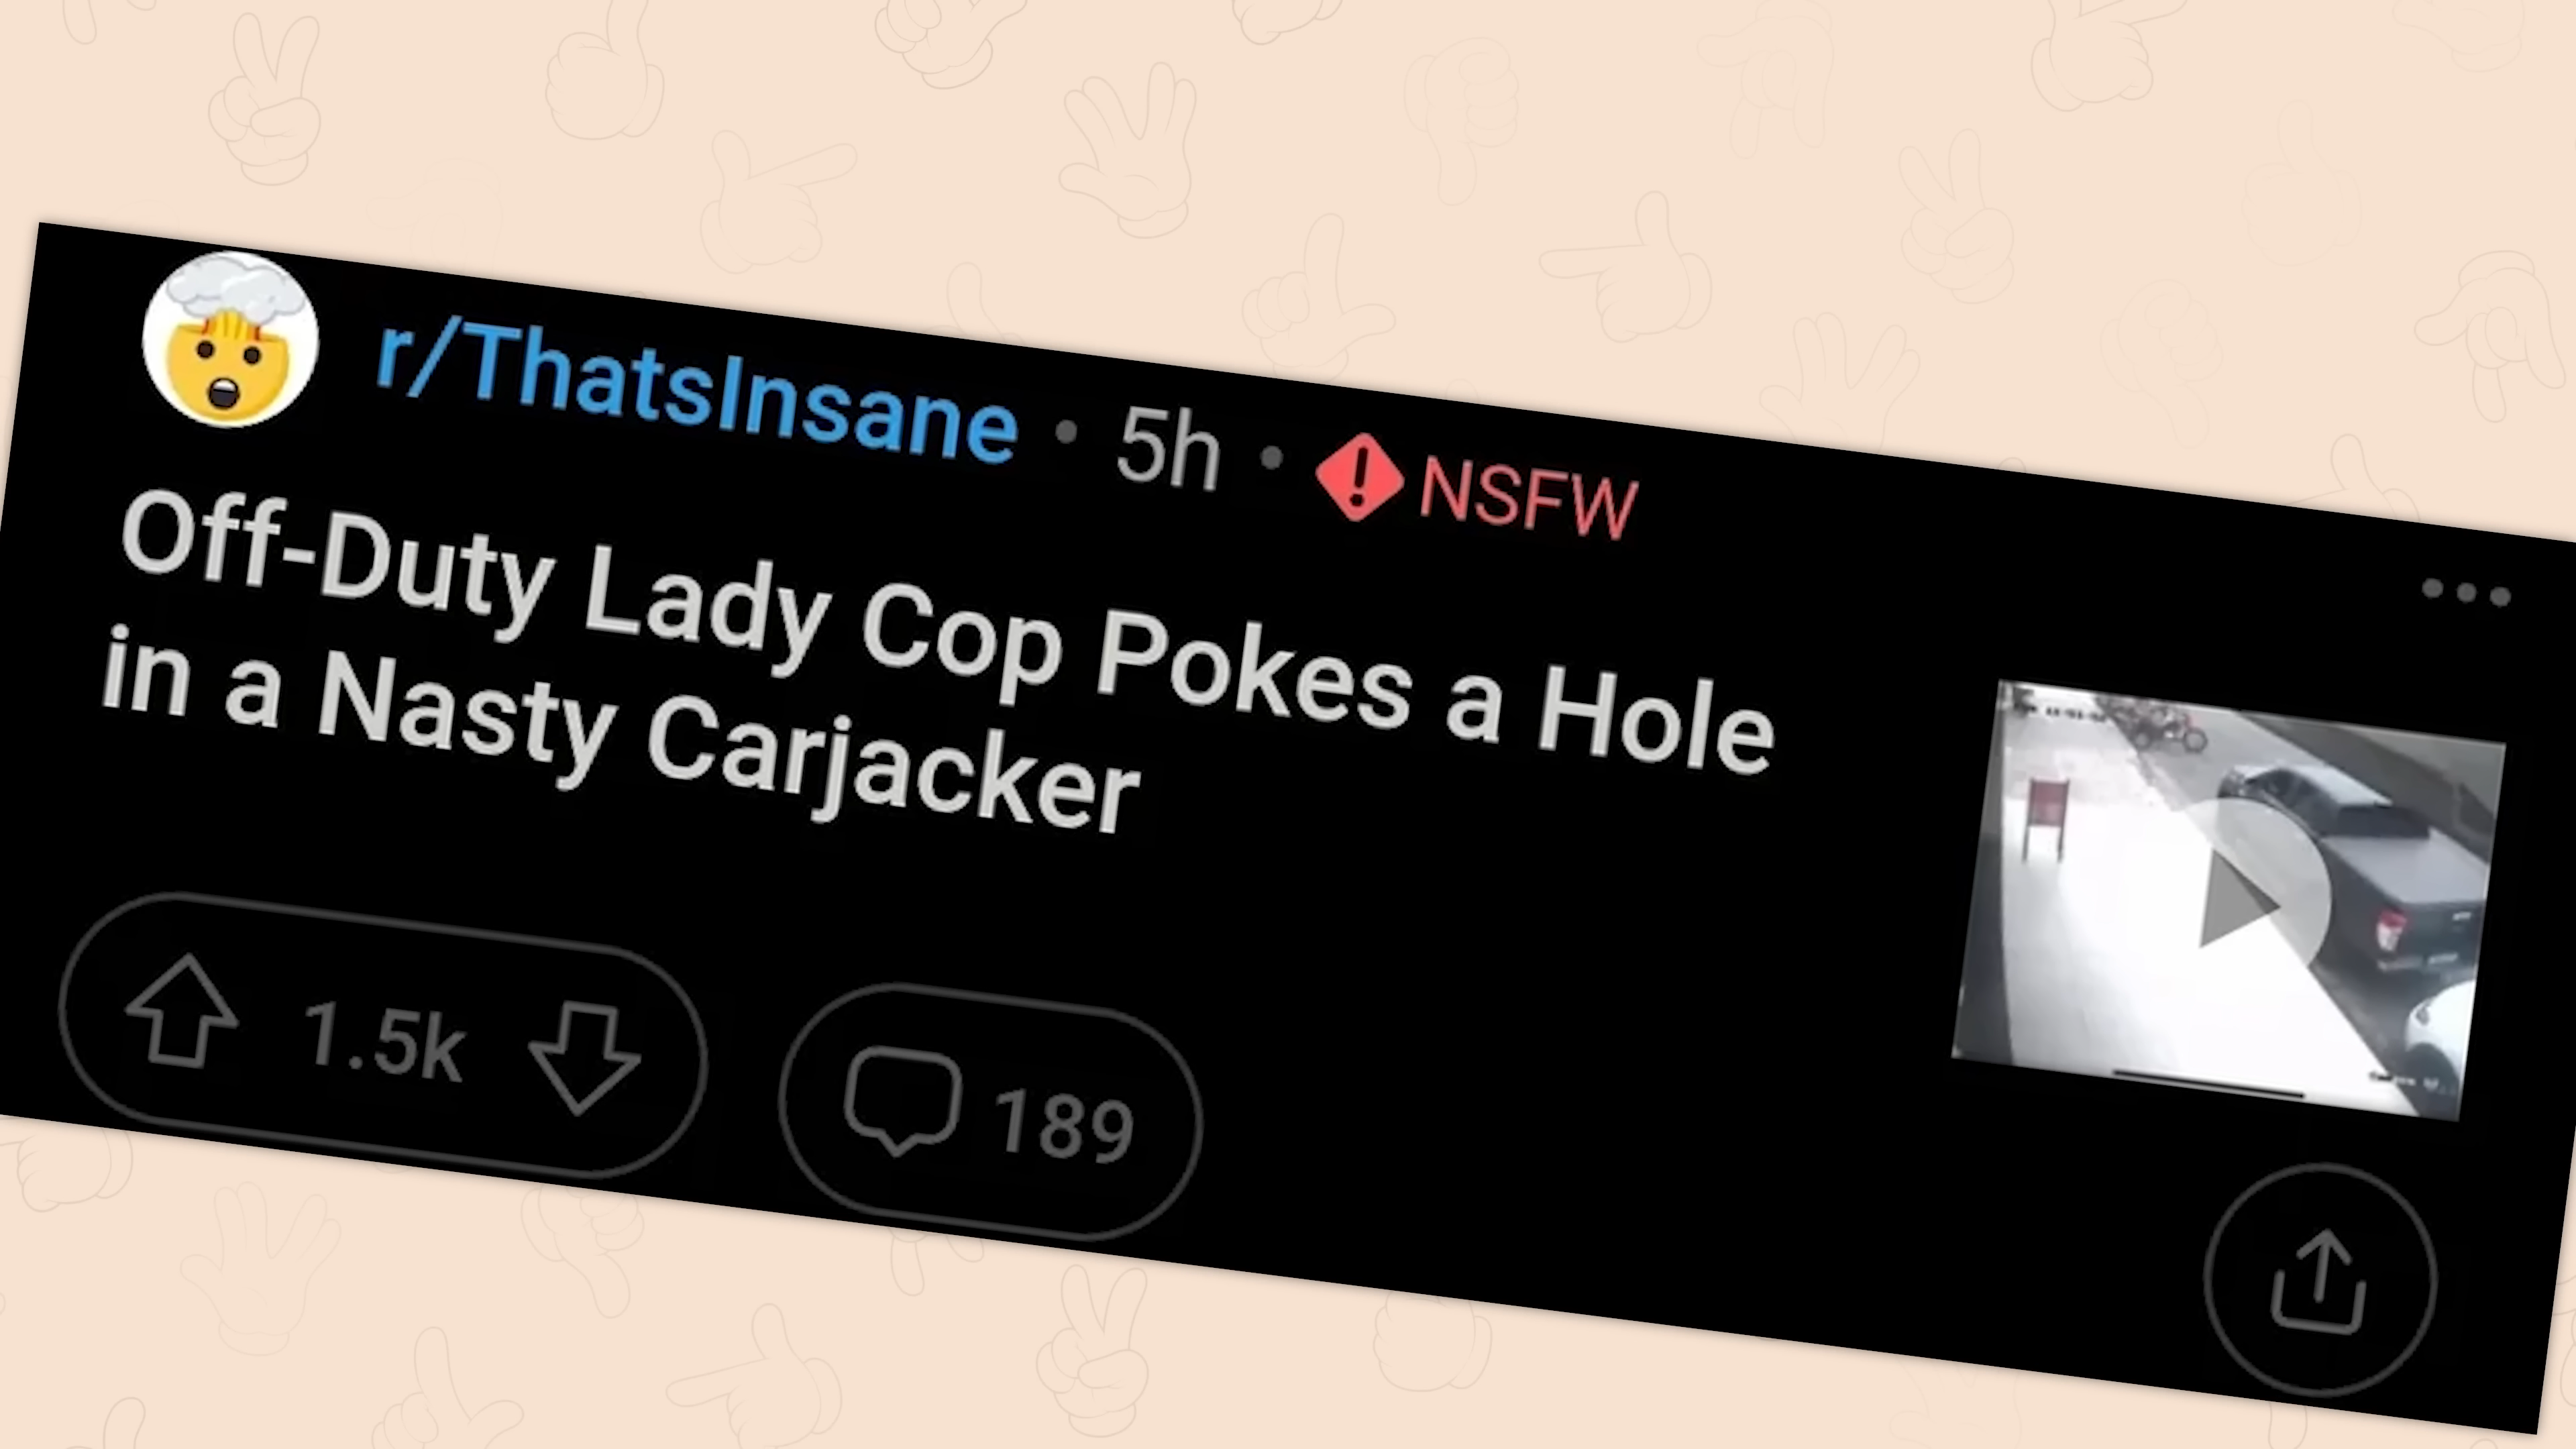 r/ThatsInsane • 5h • NSFW
Off-Duty Lady Cop Pokes a Hole
in a Nasty Carjacker
1.5k
189